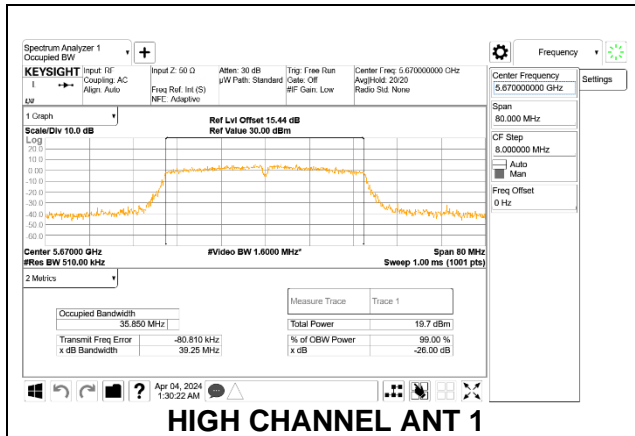 Spectrum Analyzer 1
Occupied BW
Frequency
KEYSIGHT
Input: RF
Coupling: AC
Align: Auto
Input Z: 50 Ω
Freq Ref: Int (S)
NFE: Adaptive
Atten: 30 dB
µW Path: Standard
Trig: Free Run
Gate: Off
#IF Gain: Low
Center Freq: 5.670000000 GHz
Avg|Hold: 20/20
Radio Std: None
Center Frequency
5.670000000 GHz
Settings
Span
80.000 MHz
CF Step
8.000000 MHz
Auto
Man
Freq Offset
0 Hz
1 Graph
Scale/Div 10.0 dB
Ref Lvl Offset 15.44 dB
Ref Value 30.00 dBm
Log
20.0
10.0
0.00
-10.0
-20.0
-30.0
-40.0
-50.0
-60.0
Center 5.67000 GHz
#Video BW 1.6000 MHz*
Span 80 MHz
#Res BW 510.00 kHz
Sweep 1.00 ms (1001 pts)
2 Metrics
Measure Trace
Trace 1
Occupied Bandwidth
35.850 MHz
Total Power
19.7 dBm
Transmit Freq Error
-80.810 kHz
% of OBW Power
99.00 %
x dB Bandwidth
39.25 MHz
x dB
-26.00 dB
?
Apr 04, 2024
1:30:22 AM
HIGH CHANNEL ANT 1